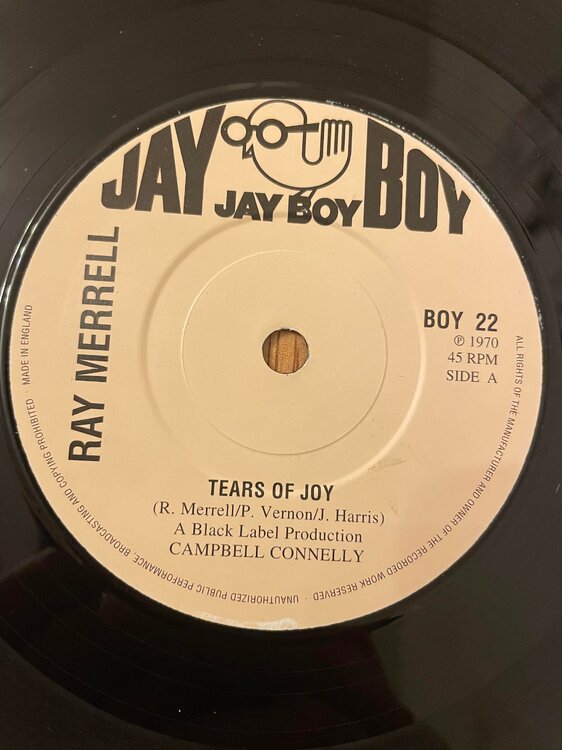 JAY BOY
JAY BOY
RAY MERRELL
BOY 22
℗ 1970
45 RPM
SIDE A
TEARS OF JOY
(R. Merrell/P. Vernon/J. Harris)
A Black Label Production
CAMPBELL CONNELLY
ALL RIGHTS OF THE MANUFACTURER AND OWNER OF THE RECORDED WORK RESERVED · UNAUTHORIZED PUBLIC PERFORMANCE, BROADCASTING AND COPYING PROHIBITED · MADE IN ENGLAND